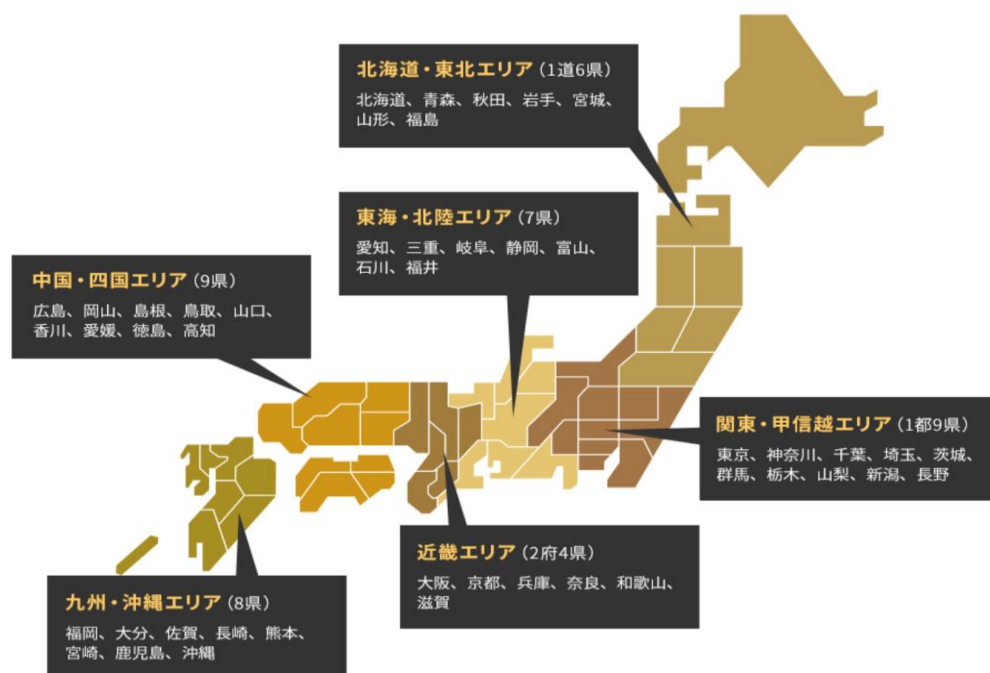 北海道・東北エリア(1道6県)
北海道、青森、秋田、岩手、宮城、
山形、福島
東海・北陸エリア(7県)
愛知、三重、岐阜、静岡、富山、
石川、福井
中国・四国エリア(9県)
広島、岡山、島根、鳥取、山口、
香川、愛媛、徳島、高知
関東・甲信越エリア(1都9県)
東京、神奈川、千葉、埼玉、茨城、
群馬、栃木、山梨、新潟、長野
近畿エリア(2府4県)
大阪、京都、兵庫、奈良、和歌山、
滋賀
九州・沖縄エリア(8県)
福岡、大分、佐賀、長崎、熊本、
宮崎、鹿児島、沖縄